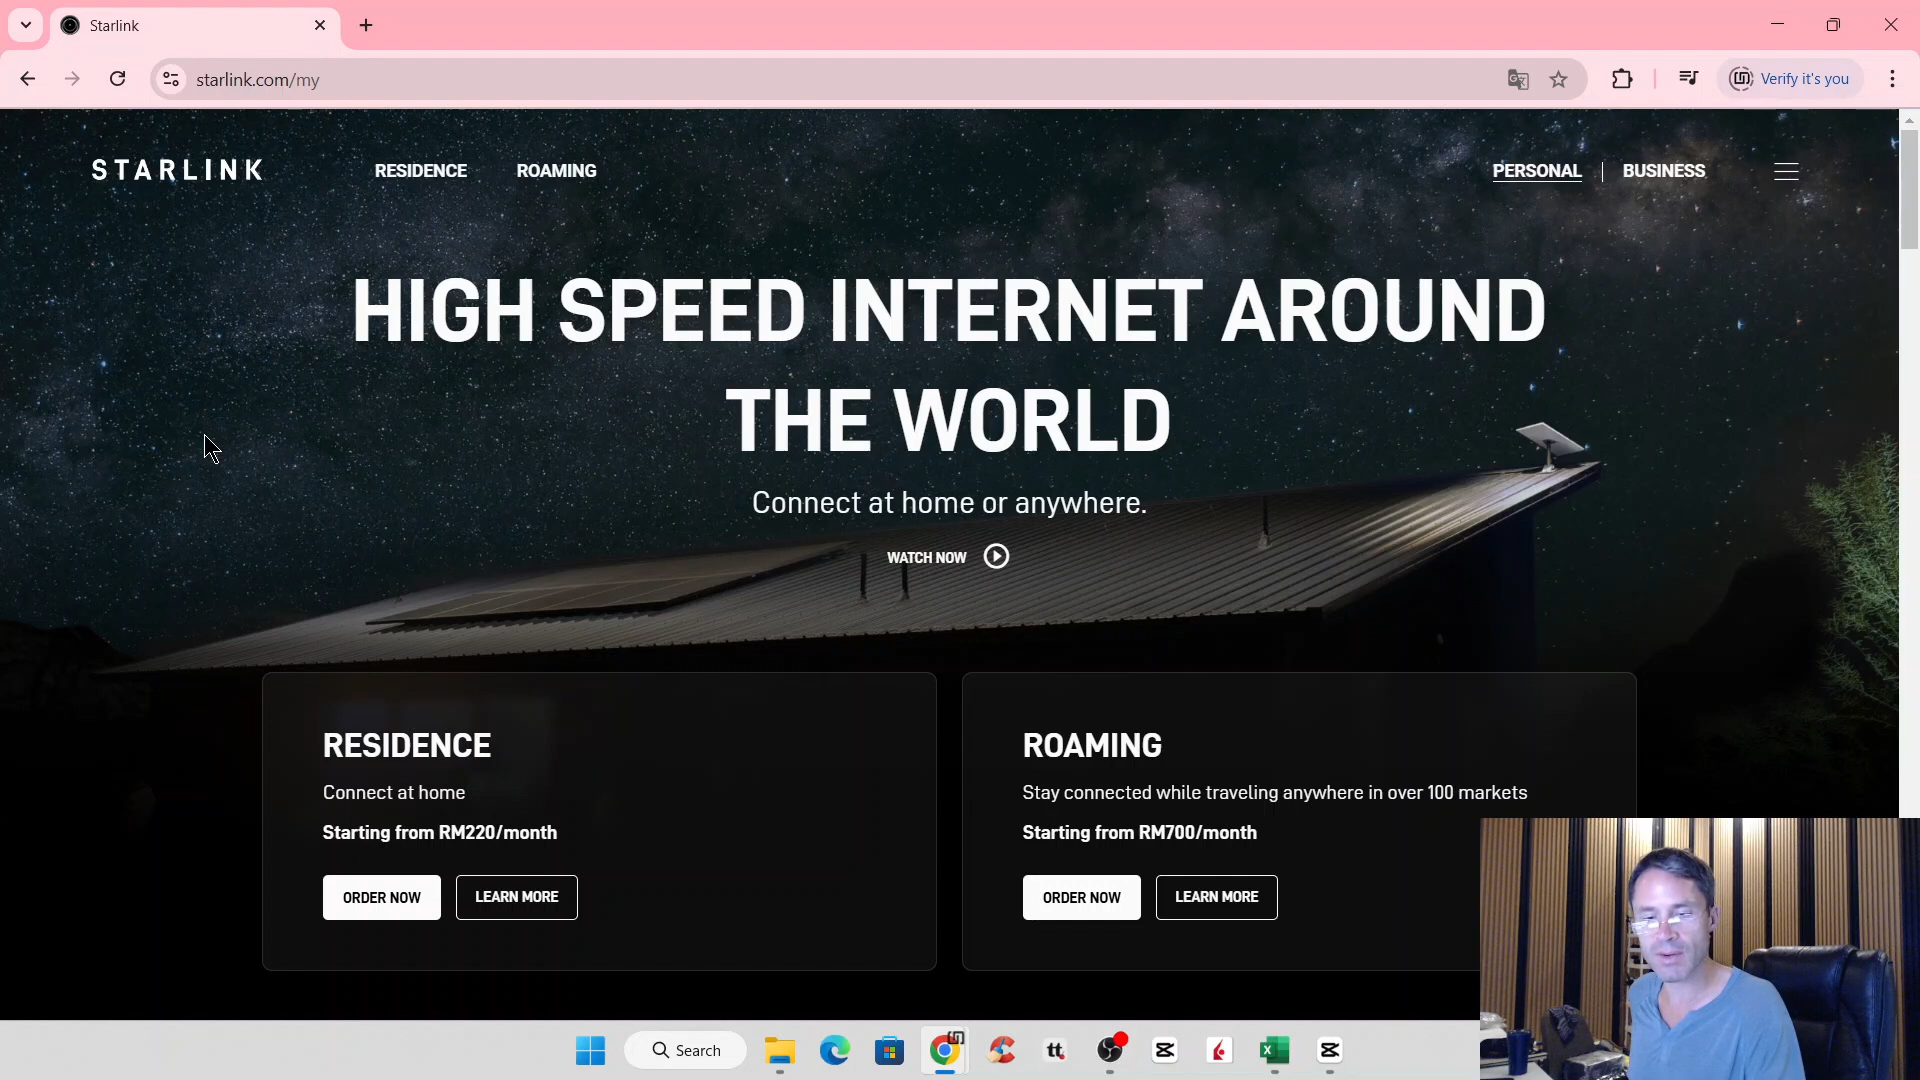 Starlink
starlink.com/my
Verify it's you
STARLINK
RESIDENCE
ROAMING
PERSONAL
BUSINESS
HIGH SPEED INTERNET AROUND
THE WORLD
Connect at home or anywhere.
WATCH NOW
RESIDENCE
Connect at home
Starting from RM220/month
ORDER NOW
LEARN MORE
ROAMING
Stay connected while traveling anywhere in over 100 markets
Starting from RM700/month
ORDER NOW
LEARN MORE
Search
tt